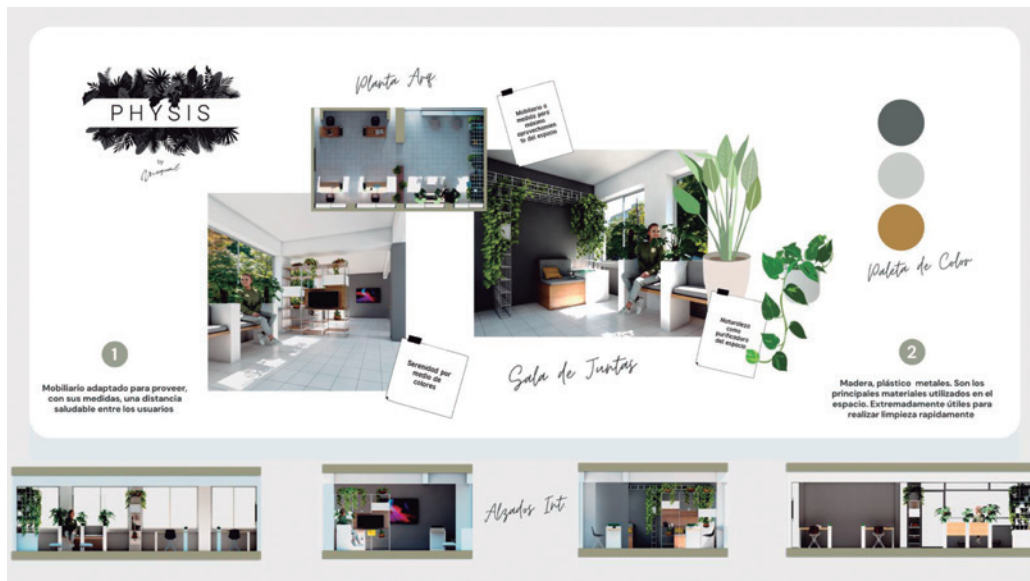 PHYSIS
by
Planta Arq.
Mobiliario a
medida para
máximo
aprovechamien
to del espacio
Paleta de Color
Naturaleza
como
purificadora
del espacio
Serenidad por
medio de
colores
Sala de Juntas
1
Mobiliario adaptado para proveer,
con sus medidas, una distancia
saludable entre los usuarios
2
Madera, plástico metales. Son los
principales materiales utilizados en el
espacio. Extremadamente útiles para
realizar limpieza rapidamente
Alzados Int